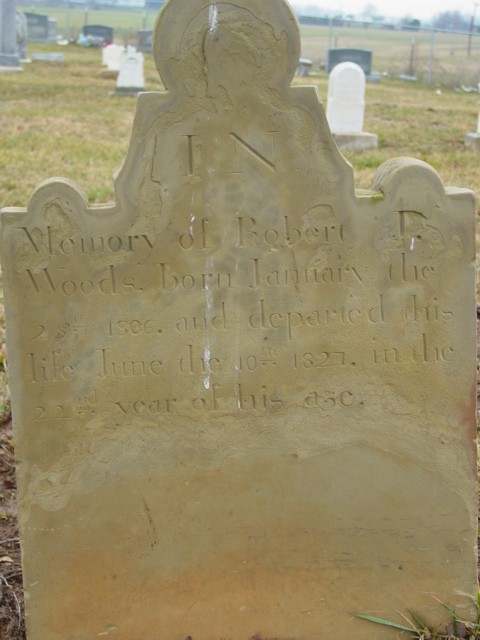 IN
Memory of Robert P.
Woods. born January the
1806. and departed this
life June the 10th 1827. in the
22nd year of his age.